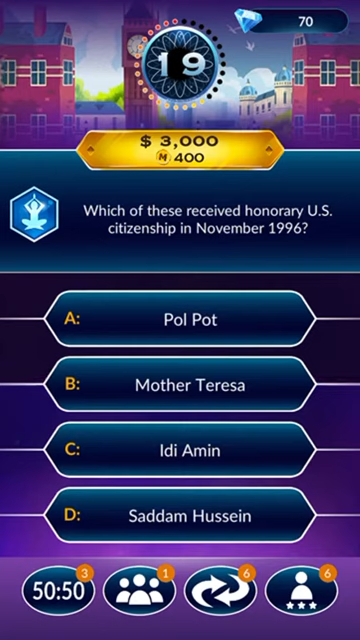 70
19
$ 3,000
M 400
Which of these received honorary U.S.
citizenship in November 1996?
A: Pol Pot
B: Mother Teresa
C: Idi Amin
D: Saddam Hussein
3
1
6
6
50:50